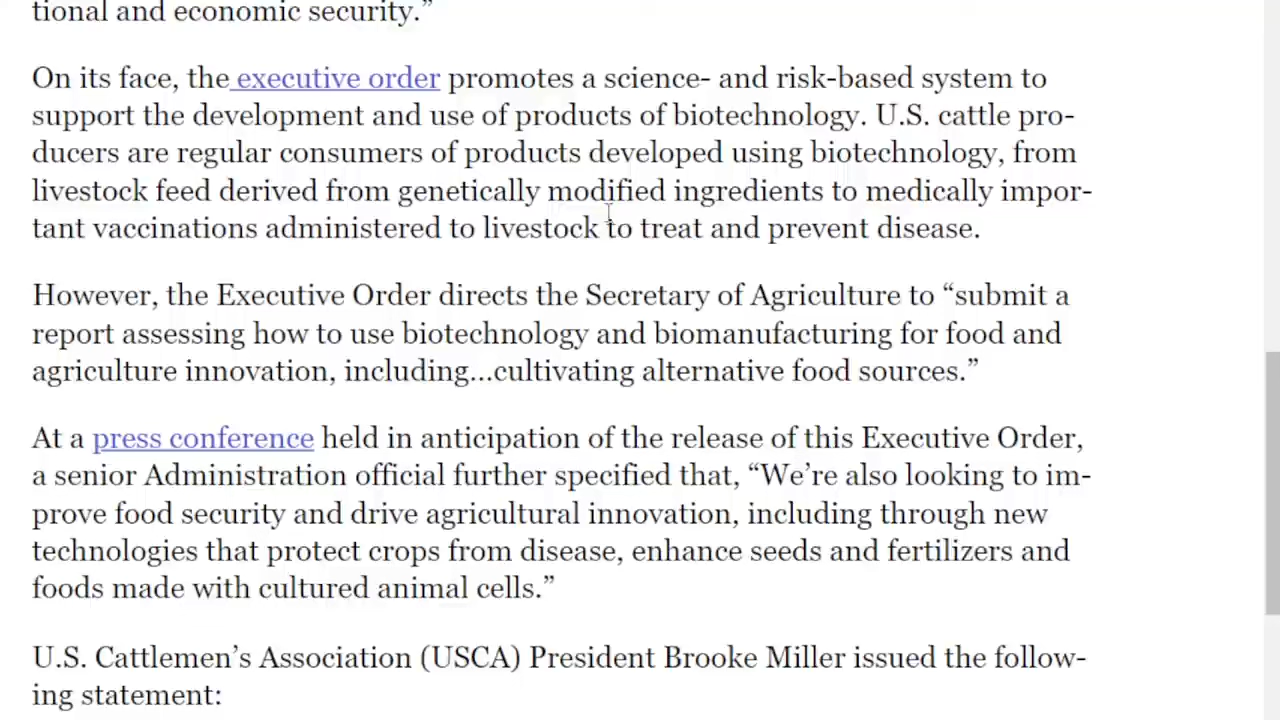 tional and economic security.”
On its face, the executive order promotes a science- and risk-based system to
support the development and use of products of biotechnology. U.S. cattle pro-
ducers are regular consumers of products developed using biotechnology, from
livestock feed derived from genetically modified ingredients to medically impor-
tant vaccinations administered to livestock to treat and prevent disease.
However, the Executive Order directs the Secretary of Agriculture to “submit a
report assessing how to use biotechnology and biomanufacturing for food and
agriculture innovation, including…cultivating alternative food sources.”
At a press conference held in anticipation of the release of this Executive Order,
a senior Administration official further specified that, “We’re also looking to im-
prove food security and drive agricultural innovation, including through new
technologies that protect crops from disease, enhance seeds and fertilizers and
foods made with cultured animal cells.”
U.S. Cattlemen’s Association (USCA) President Brooke Miller issued the follow-
ing statement: